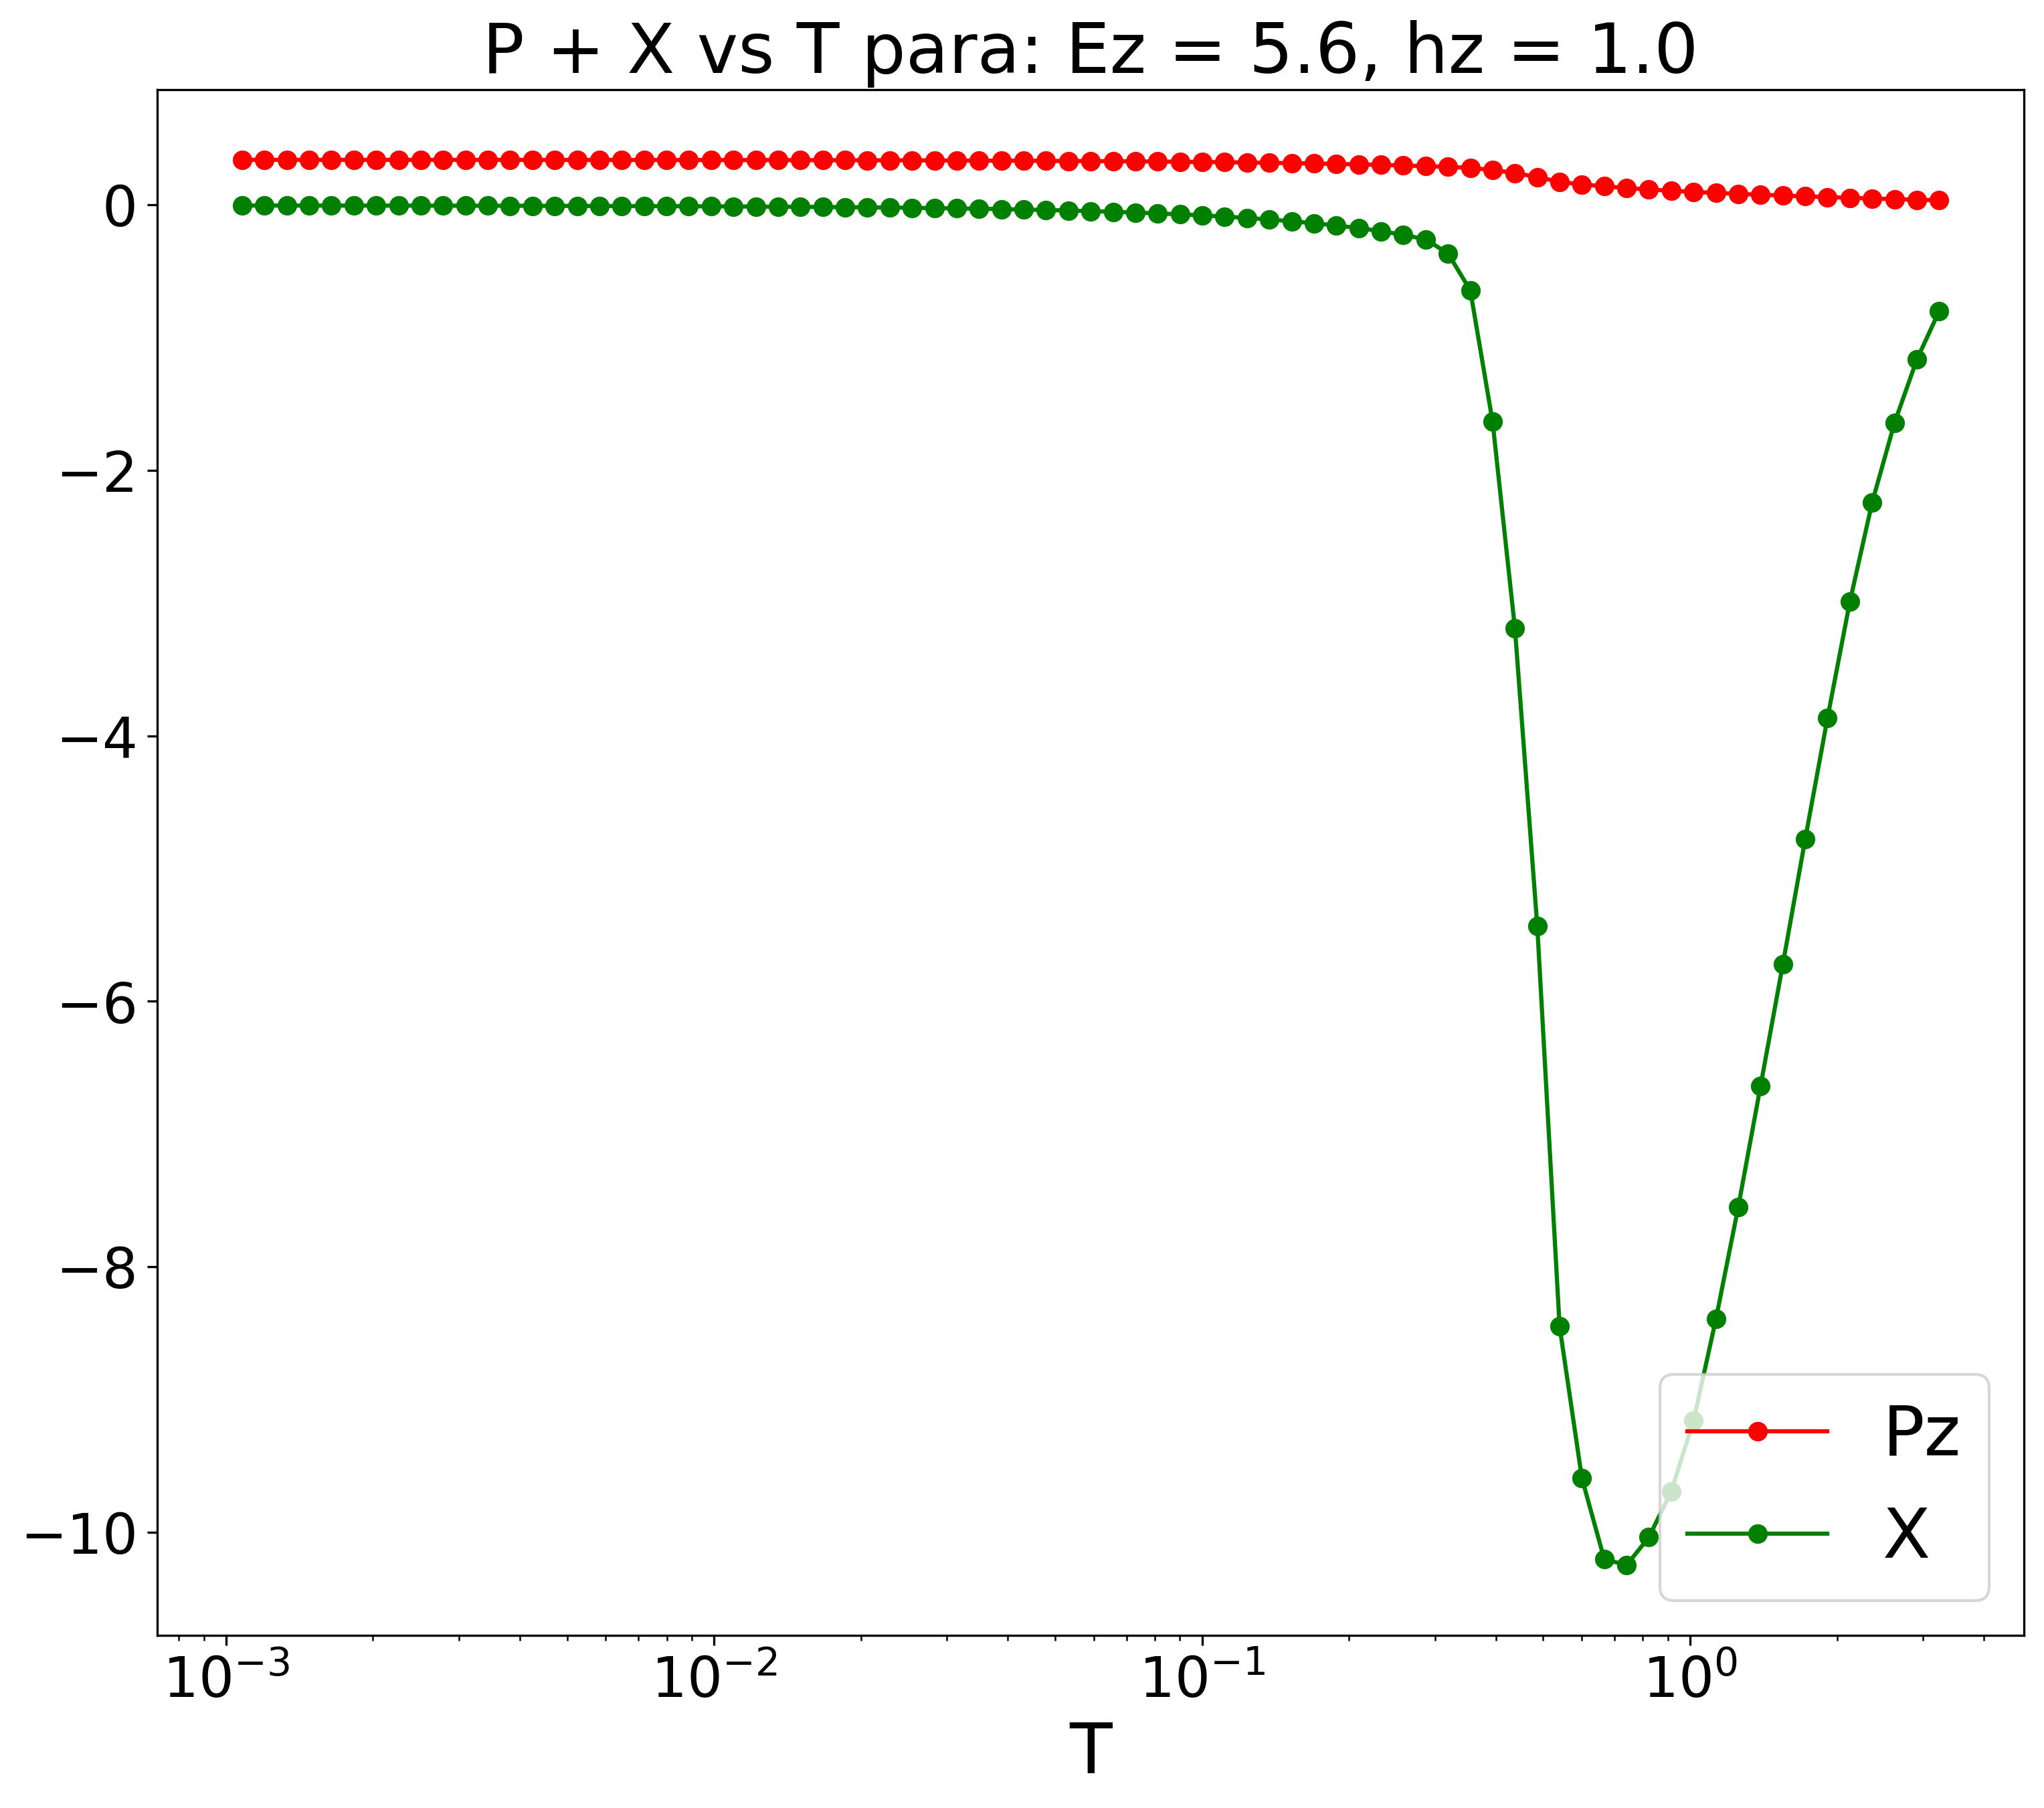 P + X vs T para: Ez = 5.6, hz = 1.0
0
−2
−4
−6
−8
−10
Pz
X
10⁻³ 10⁻² 10⁻¹ 10⁰
T